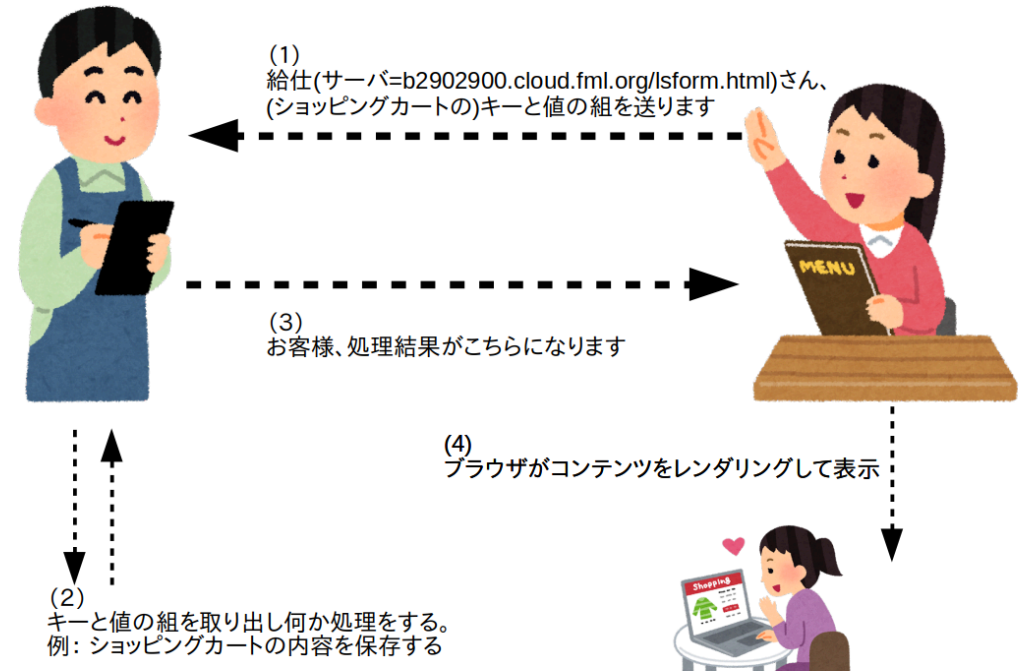 (1)
給仕(サーバ=b2902900.cloud.fml.org/lsform.html)さん、
(ショッピングカートの)キーと値の組を送ります
MENU
(3)
お客様、処理結果がこちらになります
(4)
ブラウザがコンテンツをレンダリングして表示
Shopping
(2)
キーと値の組を取り出し何か処理をする。
例: ショッピングカートの内容を保存する